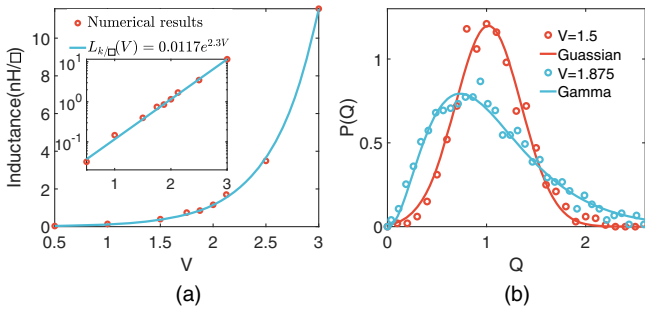 Inductance(nH/□)
10
8
6
4
2
0
0.5
1
1.5
2
2.5
3
V
Numerical results
L_{k/□}(V) = 0.0117e^{2.3V}
10^1
10^0
10^-1
1
2
3
(a)
P(Q)
1
0.5
0
0
1
2
Q
V=1.5
Guassian
V=1.875
Gamma
(b)